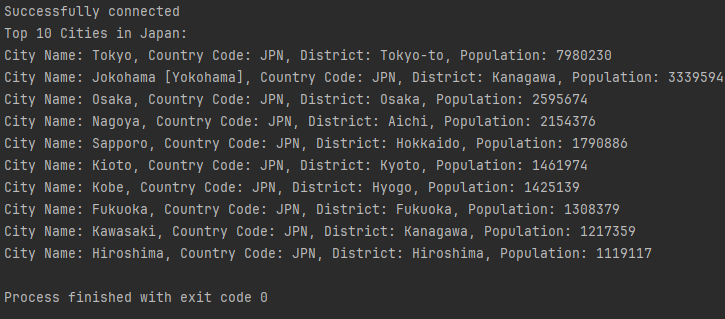 Successfully connected
Top 10 Cities in Japan:
City Name: Tokyo, Country Code: JPN, District: Tokyo-to, Population: 7980230
City Name: Jokohama [Yokohama], Country Code: JPN, District: Kanagawa, Population: 3339594
City Name: Osaka, Country Code: JPN, District: Osaka, Population: 2595674
City Name: Nagoya, Country Code: JPN, District: Aichi, Population: 2154376
City Name: Sapporo, Country Code: JPN, District: Hokkaido, Population: 1790886
City Name: Kioto, Country Code: JPN, District: Kyoto, Population: 1461974
City Name: Kobe, Country Code: JPN, District: Hyogo, Population: 1425139
City Name: Fukuoka, Country Code: JPN, District: Fukuoka, Population: 1308379
City Name: Kawasaki, Country Code: JPN, District: Kanagawa, Population: 1217359
City Name: Hiroshima, Country Code: JPN, District: Hiroshima, Population: 1119117
Process finished with exit code 0